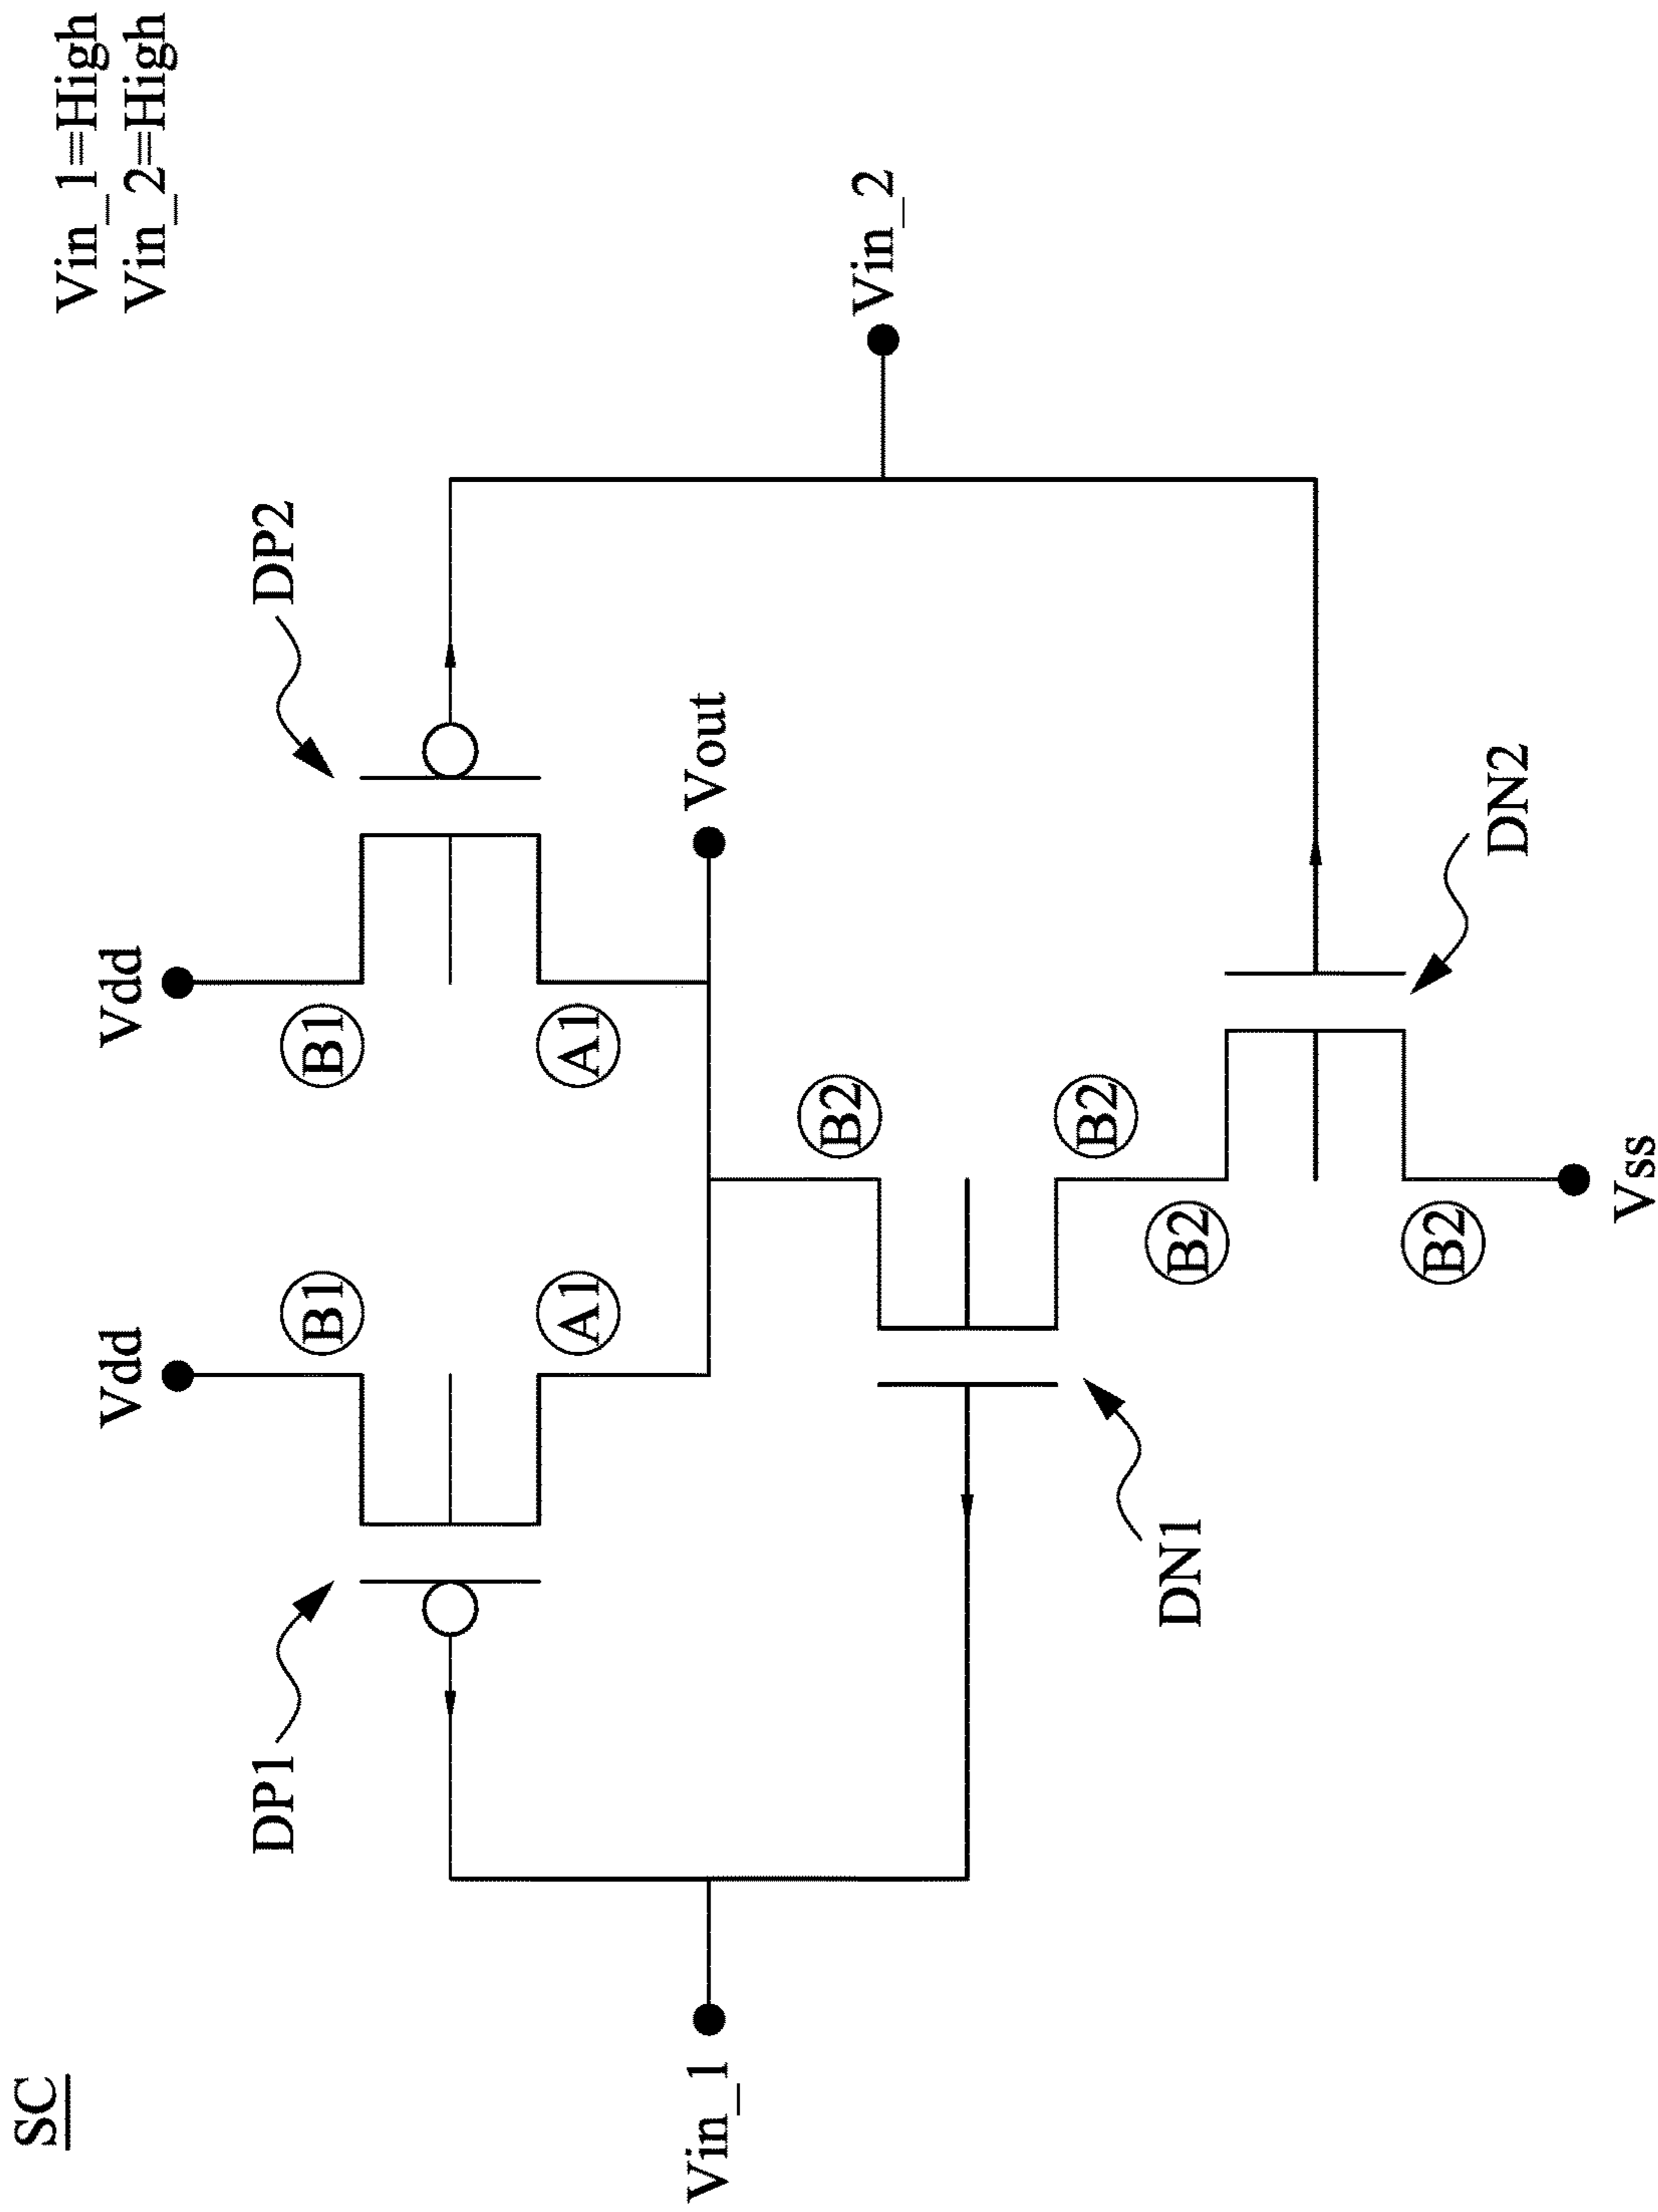 SC
Vin_1=High
Vin_2=High
Vdd
Vdd
DP1
B1
B1
DP2
A1
A1
Vin_1
Vout
B2
Vin_2
B2
DN1
B2
B2
DN2
Vss